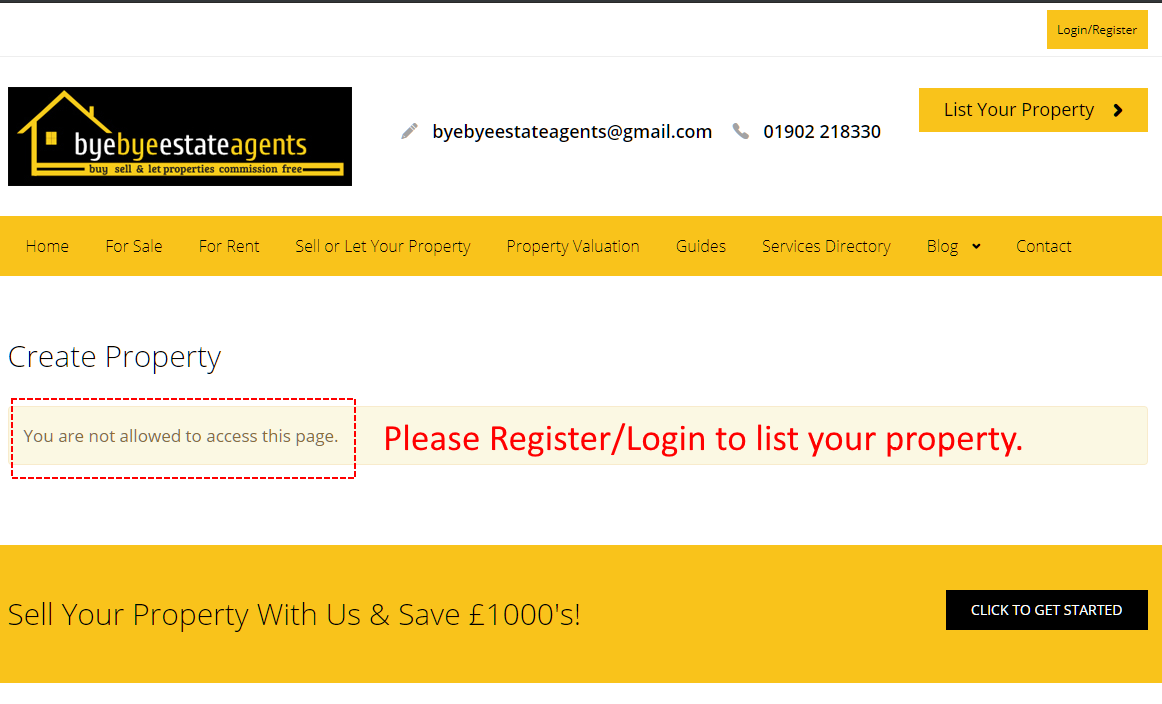 Login/Register
byebyeestateagents
buy sell & let properties commission free
byebyeestateagents@gmail.com 01902 218330
List Your Property
Home For Sale For Rent Sell or Let Your Property Property Valuation Guides Services Directory Blog Contact
Create Property
You are not allowed to access this page. Please Register/Login to list your property.
Sell Your Property With Us & Save £1000's!
CLICK TO GET STARTED